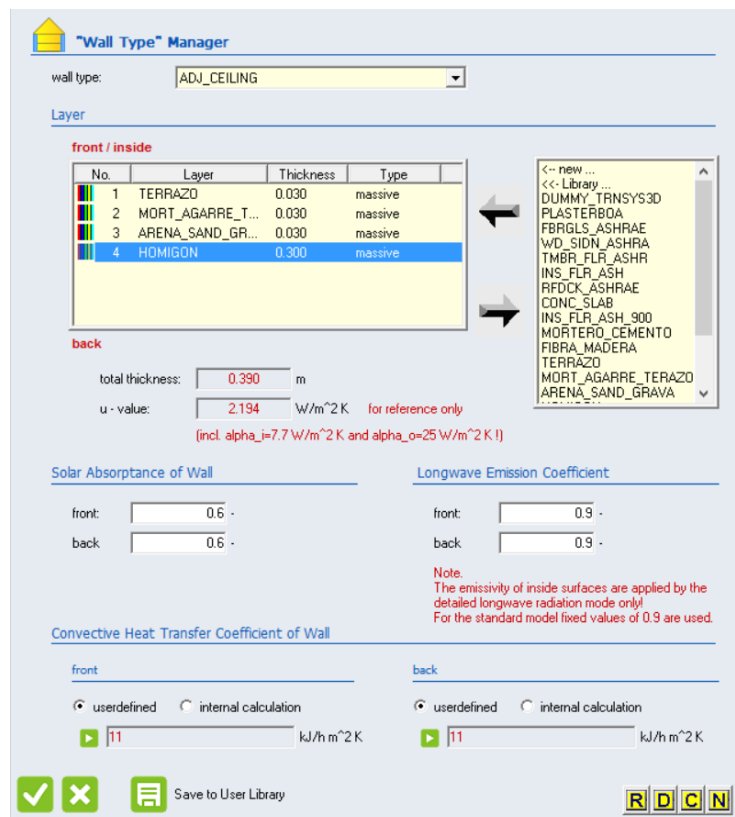 "Wall Type" Manager
wall type: ADJ_CEILING
Layer
front / inside
No. Layer Thickness Type
1 TERRAZO 0.030 massive
2 MORT_AGARRE_T... 0.030 massive
3 ARENA_SAND_GR... 0.030 massive
4 HOMIGON 0.300 massive
back
<-- new ...
<<- Library ...
DUMMY_TRNSYS3D
PLASTERBOA
FBRGLS_ASHRAE
WD_SIDN_ASHRA
TMBR_FLR_ASHR
INS_FLR_ASH
RFDCK_ASHRAE
CONC_SLAB
INS_FLR_ASH_900
MORTERO_CEMENTO
FIBRA_MADERA
TERRAZO
MORT_AGARRE_TERAZO
ARENA_SAND_GRAVA
total thickness: 0.390 m
u - value: 2.194 W/m^2 K for reference only
(incl. alpha_i=7.7 W/m^2 K and alpha_o=25 W/m^2 K !)
Solar Absorptance of Wall
front: 0.6 -
back 0.6 -
Longwave Emission Coefficient
front: 0.9 -
back 0.9 -
Note.
The emissivity of inside surfaces are applied by the
detailed longwave radiation mode only!
For the standard model fixed values of 0.9 are used.
Convective Heat Transfer Coefficient of Wall
front
userdefined internal calculation
11 kJ/h m^2 K
back
userdefined internal calculation
11 kJ/h m^2 K
Save to User Library
R D C N